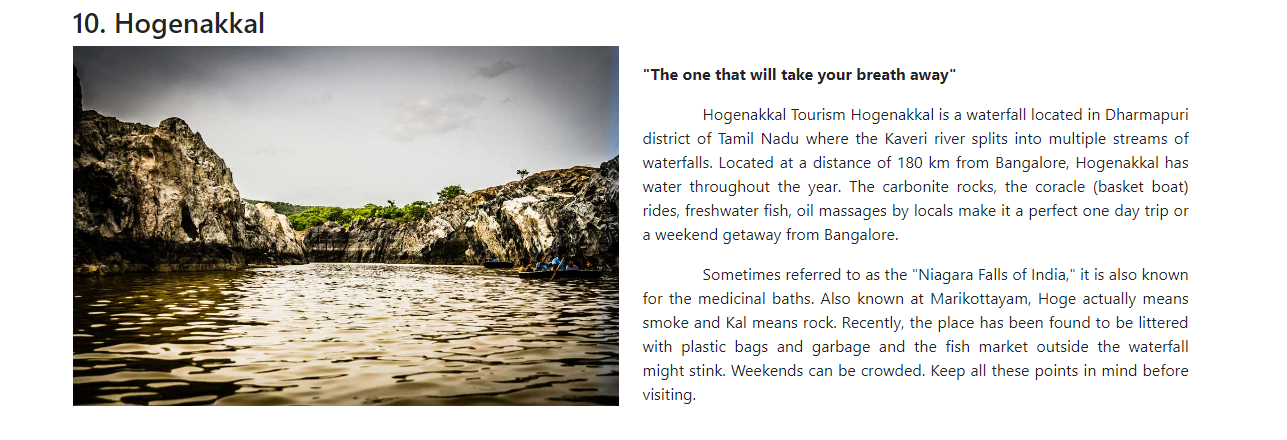 10. Hogenakkal
"The one that will take your breath away"
Hogenakkal Tourism Hogenakkal is a waterfall located in Dharmapuri
district of Tamil Nadu where the Kaveri river splits into multiple streams of
waterfalls. Located at a distance of 180 km from Bangalore, Hogenakkal has
water throughout the year. The carbonite rocks, the coracle (basket boat)
rides, freshwater fish, oil massages by locals make it a perfect one day trip or
a weekend getaway from Bangalore.
Sometimes referred to as the "Niagara Falls of India," it is also known
for the medicinal baths. Also known at Marikottayam, Hoge actually means
smoke and Kal means rock. Recently, the place has been found to be littered
with plastic bags and garbage and the fish market outside the waterfall
might stink. Weekends can be crowded. Keep all these points in mind before
visiting.